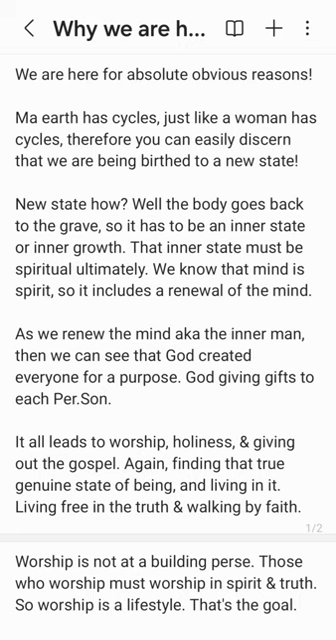 Why we are h...
We are here for absolute obvious reasons!
Ma earth has cycles, just like a woman has
cycles, therefore you can easily discern
that we are being birthed to a new state!
New state how? Well the body goes back
to the grave, so it has to be an inner state
or inner growth. That inner state must be
spiritual ultimately. We know that mind is
spirit, so it includes a renewal of the mind.
As we renew the mind aka the inner man,
then we can see that God created
everyone for a purpose. God giving gifts to
each Per.Son.
It all leads to worship, holiness, & giving
out the gospel. Again, finding that true
genuine state of being, and living in it.
Living free in the truth & walking by faith.
1/2
Worship is not at a building perse. Those
who worship must worship in spirit & truth.
So worship is a lifestyle. That's the goal.